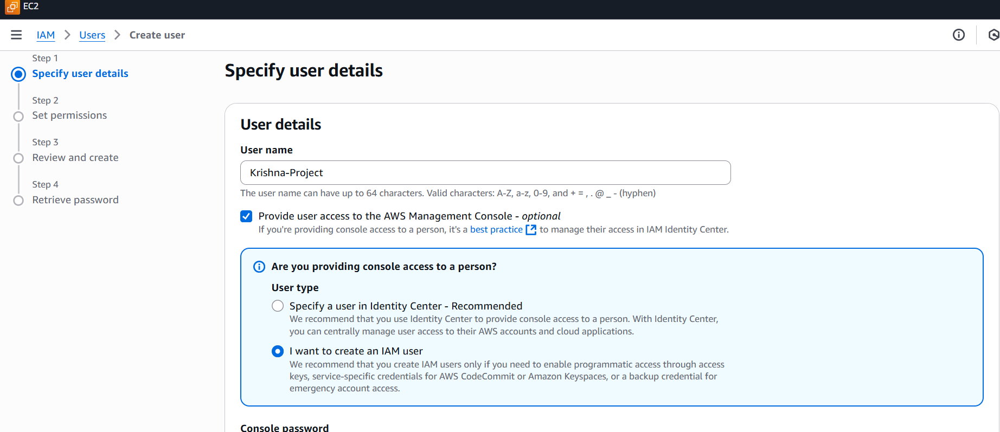 EC2
IAM > Users > Create user
Step 1
Specify user details
Step 2
Set permissions
Step 3
Review and create
Step 4
Retrieve password
Specify user details
User details
User name
Krishna-Project
The user name can have up to 64 characters. Valid characters: A-Z, a-z, 0-9, and + = , . @ _ - (hyphen)
Provide user access to the AWS Management Console - optional
If you're providing console access to a person, it's a best practice to manage their access in IAM Identity Center.
Are you providing console access to a person?
User type
Specify a user in Identity Center - Recommended
We recommend that you use Identity Center to provide console access to a person. With Identity Center,
you can centrally manage user access to their AWS accounts and cloud applications.
I want to create an IAM user
We recommend that you create IAM users only if you need to enable programmatic access through access
keys, service-specific credentials for AWS CodeCommit or Amazon Keyspaces, or a backup credential for
emergency account access.
Console password